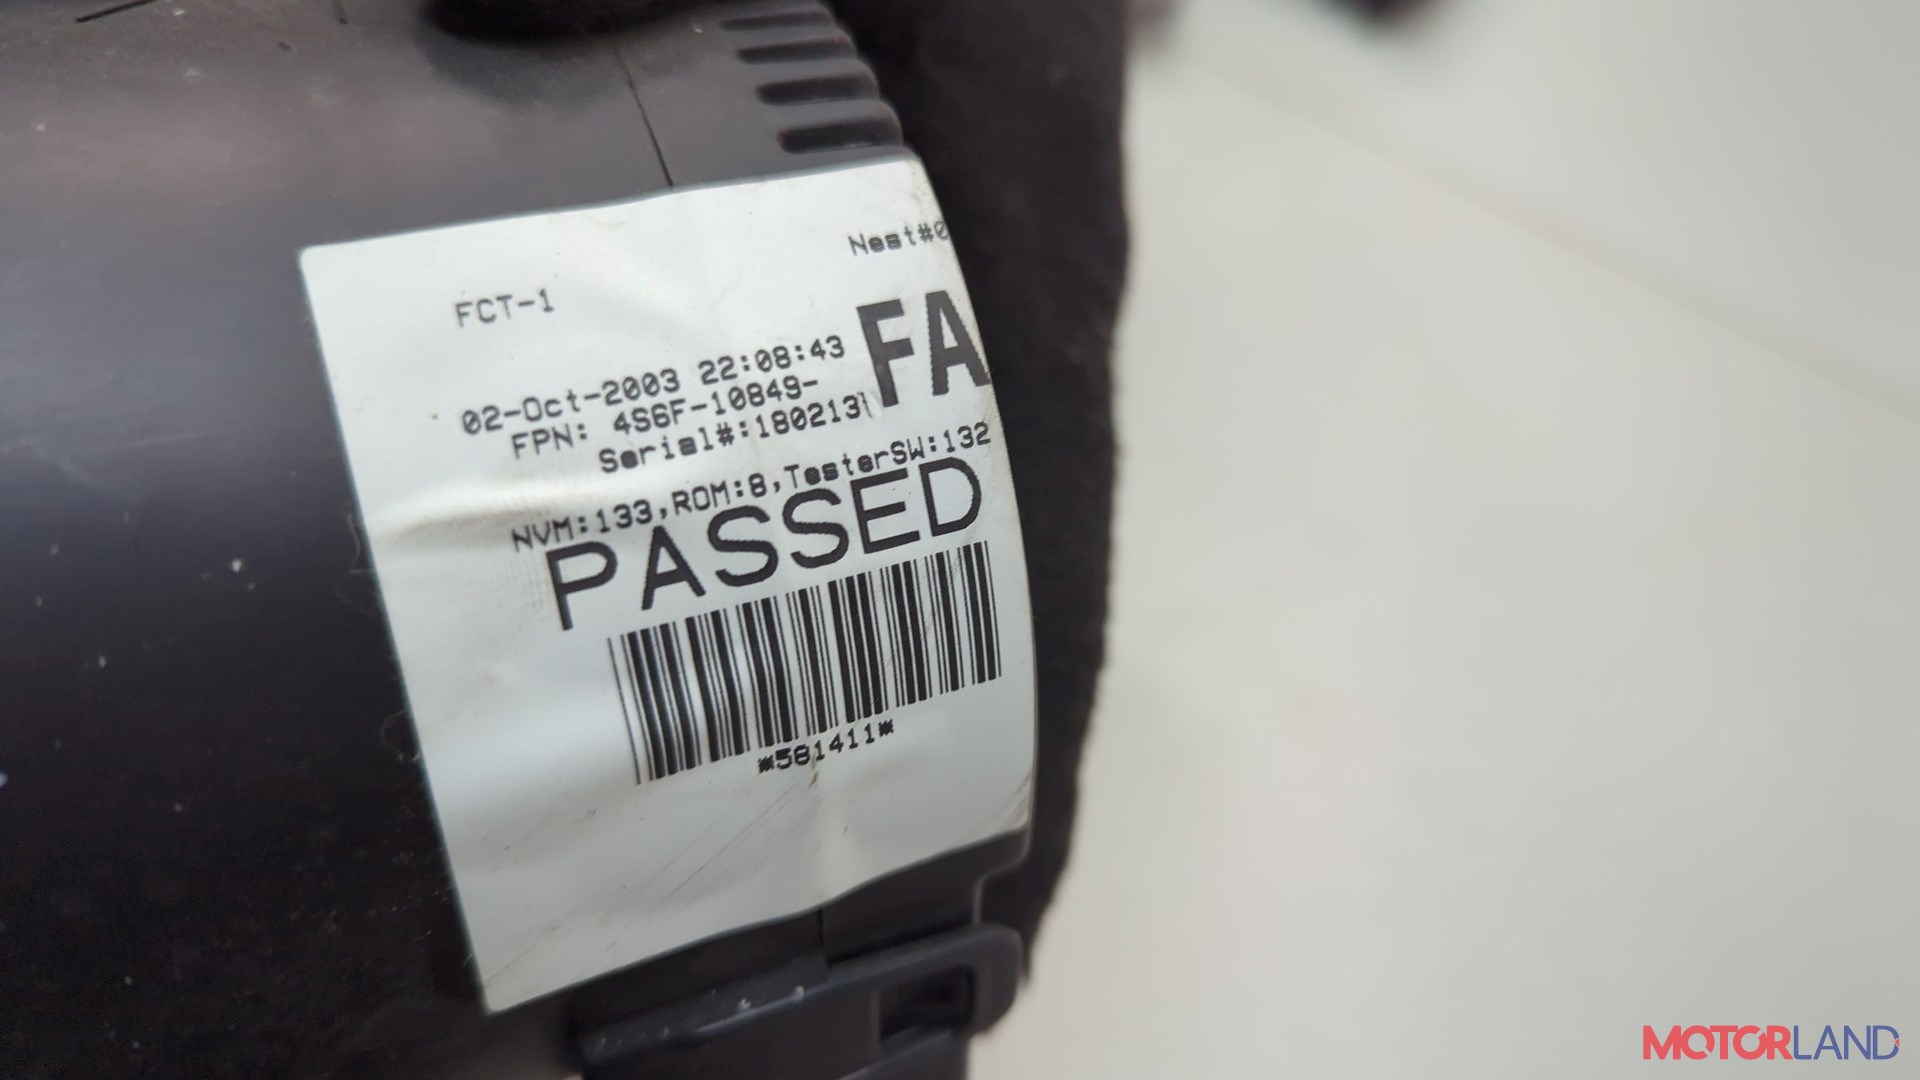 Nest#0
FCT-1
FA
02-Oct-2003 22:08:43
FPN: 4S6F-10849-
Serial#:180213
NVM:133,ROM:8,TesterSW:132
PASSED
*581411*
MOTORLAND